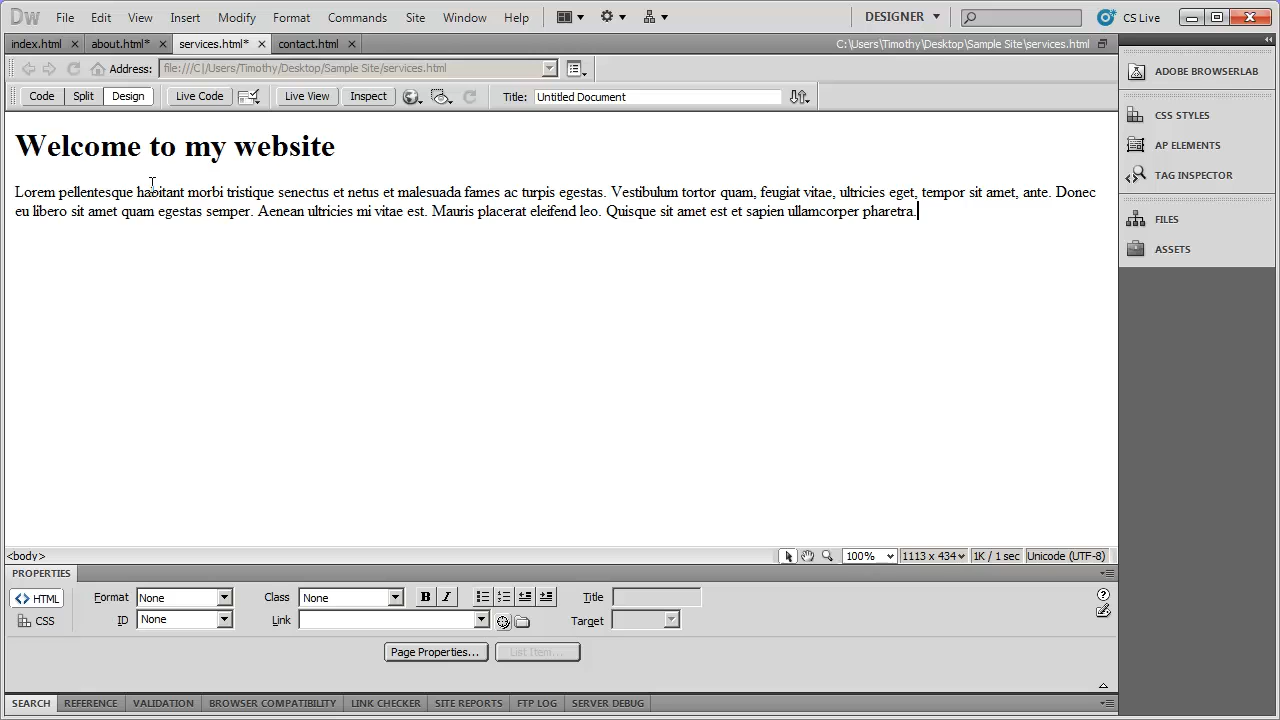 Dw File Edit View Insert Modify Format Commands Site Window Help DESIGNER CS Live
index.html about.html* services.html* contact.html C:\Users\Timothy\Desktop\Sample Site\services.html
Address: file:///C|/Users/Timothy/Desktop/Sample Site/services.html
Code Split Design Live Code Live View Inspect Title: Untitled Document
ADOBE BROWSERLAB
CSS STYLES
AP ELEMENTS
TAG INSPECTOR
FILES
ASSETS
Welcome to my website
Lorem pellentesque habitant morbi tristique senectus et netus et malesuada fames ac turpis egestas. Vestibulum tortor quam, feugiat vitae, ultricies eget, tempor sit amet, ante. Donec
eu libero sit amet quam egestas semper. Aenean ultricies mi vitae est. Mauris placerat eleifend leo. Quisque sit amet est et sapien ullamcorper pharetra.
<body> 100% 1113 x 434 1K / 1 sec Unicode (UTF-8)
PROPERTIES
<> HTML Format None Class None B I Title
CSS ID None Link Target
Page Properties... List Item...
SEARCH REFERENCE VALIDATION BROWSER COMPATIBILITY LINK CHECKER SITE REPORTS FTP LOG SERVER DEBUG